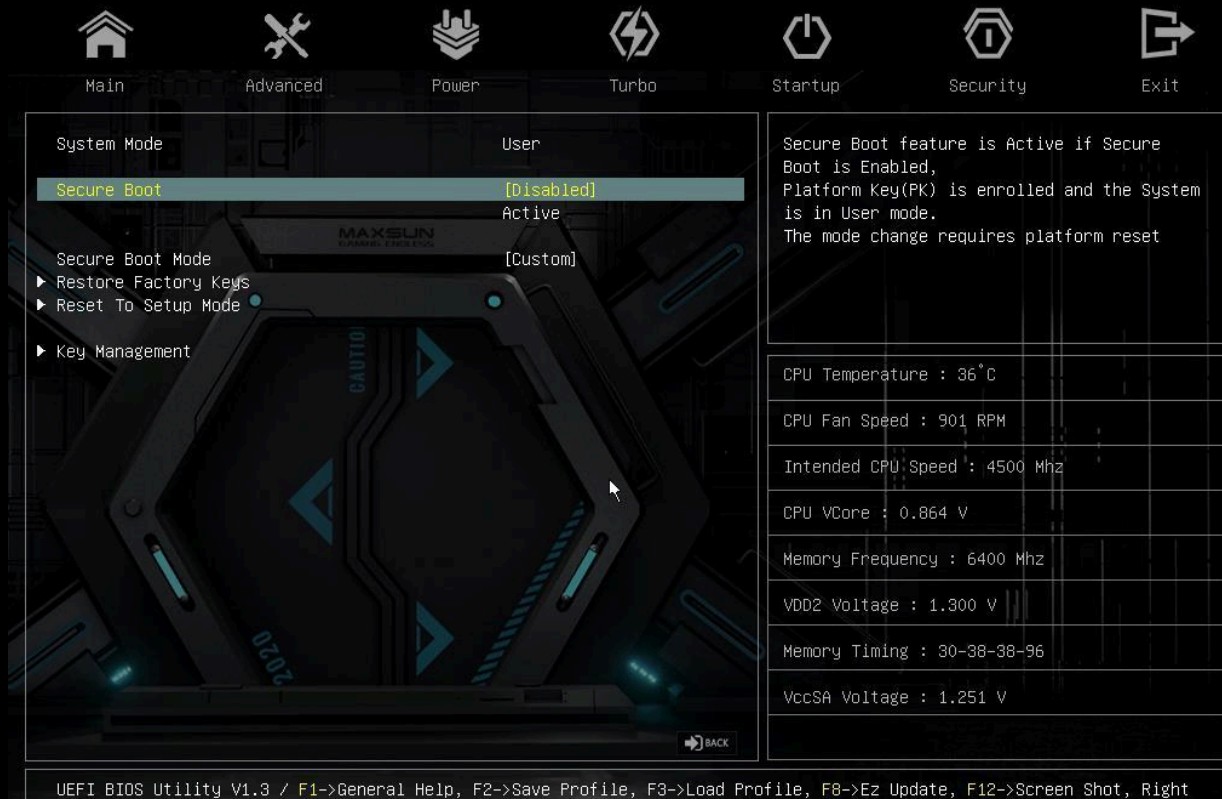 Main Advanced Power Turbo Startup Security Exit
System Mode User
Secure Boot [Disabled]
Active
Secure Boot Mode [Custom]
Restore Factory Keys
Reset To Setup Mode
Key Management
MAXSUN
GAMING ENDLESS
CAUTIO
2020
BACK
Secure Boot feature is Active if Secure
Boot is Enabled,
Platform Key(PK) is enrolled and the System
is in User mode.
The mode change requires platform reset
CPU Temperature : 36°C
CPU Fan Speed : 901 RPM
Intended CPU Speed : 4500 Mhz
CPU VCore : 0.864 V
Memory Frequency : 6400 Mhz
VDD2 Voltage : 1.300 V
Memory Timing : 30-38-38-96
VccSA Voltage : 1.251 V
UEFI BIOS Utility V1.3 / F1->General Help, F2->Save Profile, F3->Load Profile, F8->Ez Update, F12->Screen Shot, Right